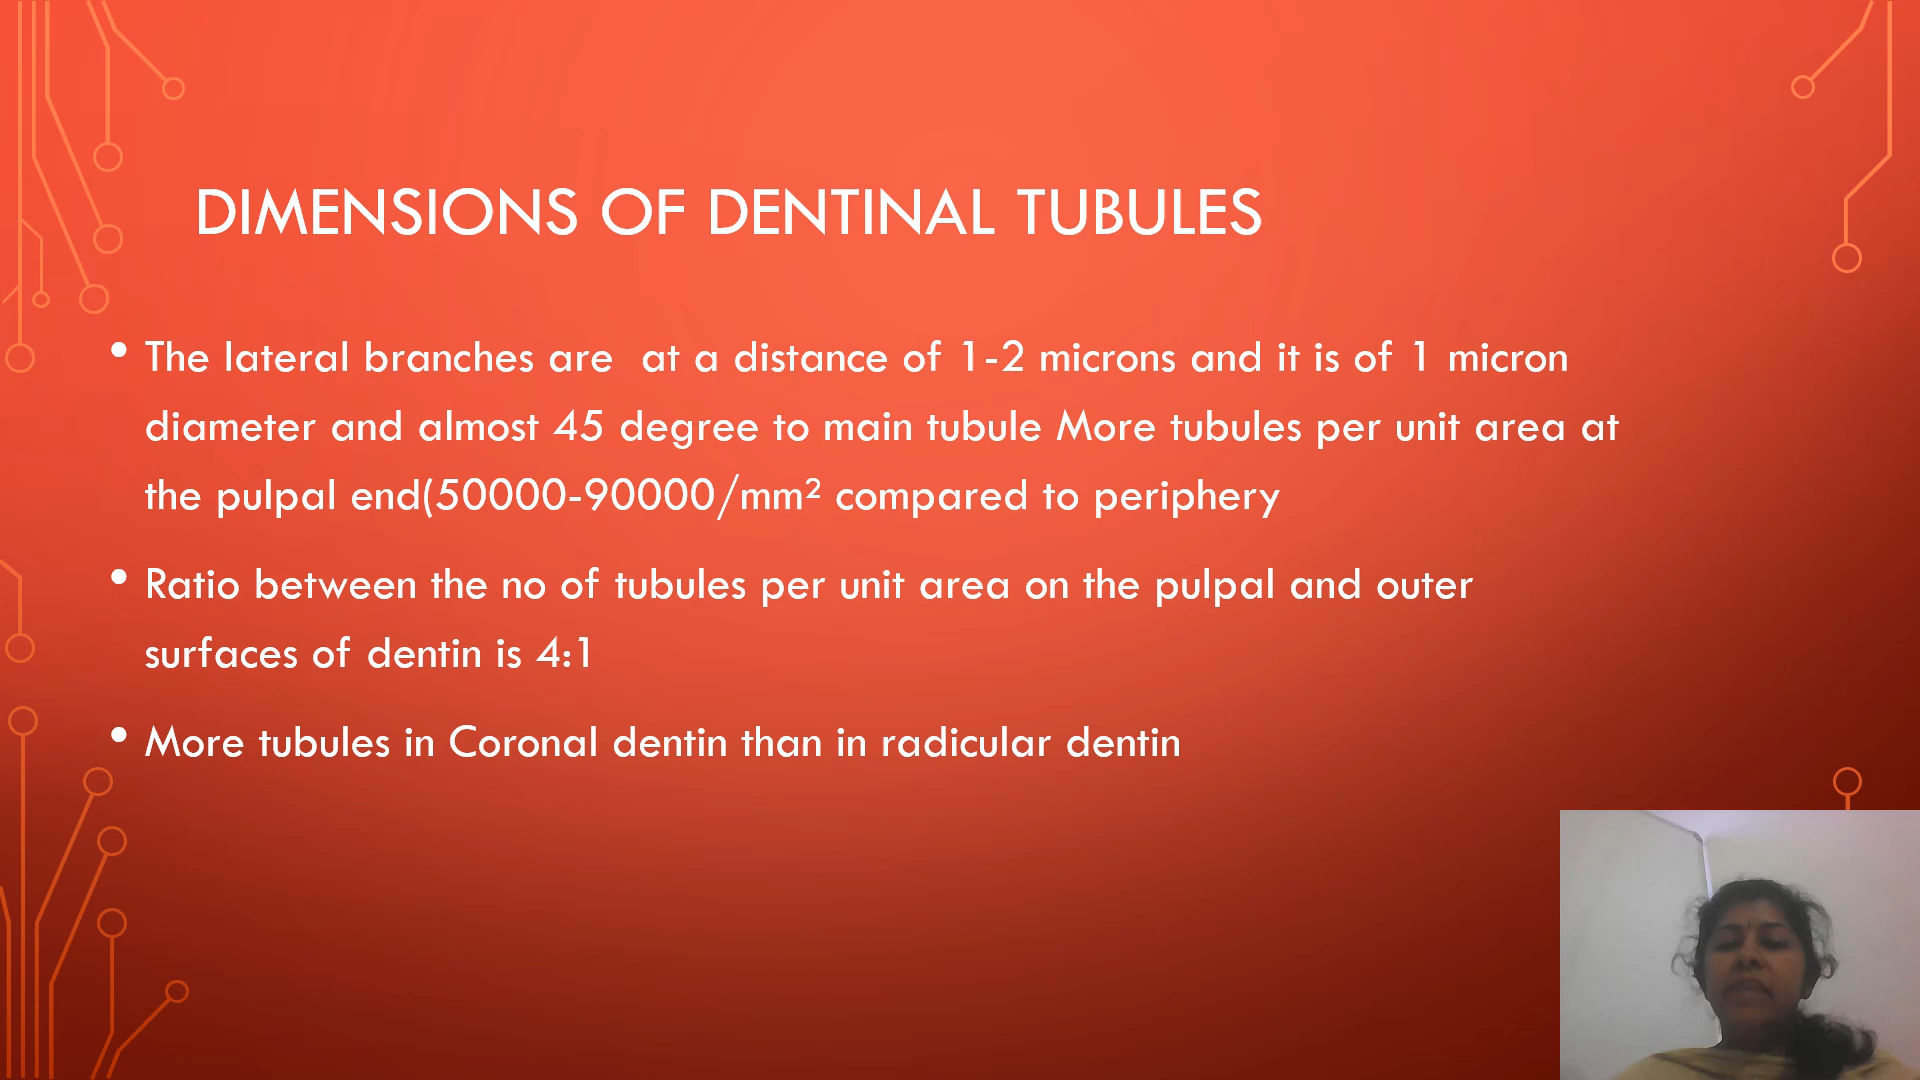 DIMENSIONS OF DENTINAL TUBULES
• The lateral branches are  at a distance of 1-2 microns and it is of 1 micron
diameter and almost 45 degree to main tubule More tubules per unit area at
the pulpal end(50000-90000/mm² compared to periphery
• Ratio between the no of tubules per unit area on the pulpal and outer
surfaces of dentin is 4:1
• More tubules in Coronal dentin than in radicular dentin